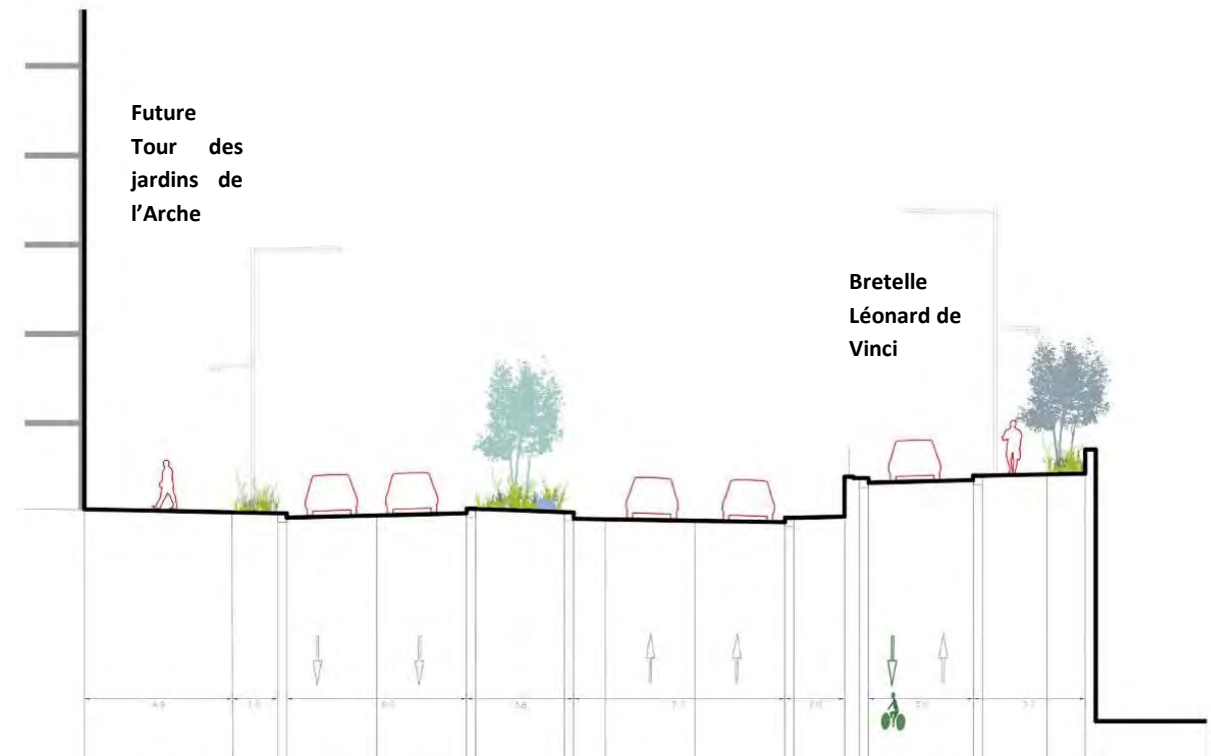 Future
Tour des
jardins de
l’Arche
Bretelle
Léonard de
Vinci